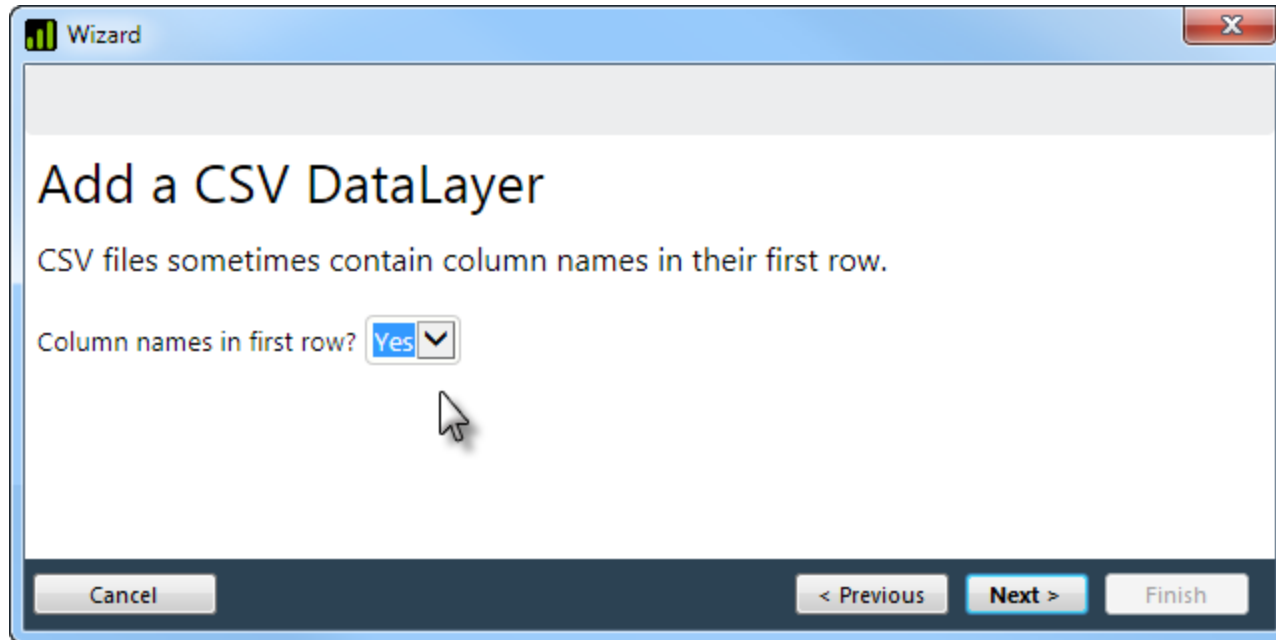 Wizard
Add a CSV DataLayer
CSV files sometimes contain column names in their first row.
Column names in first row? Yes
Cancel < Previous Next > Finish